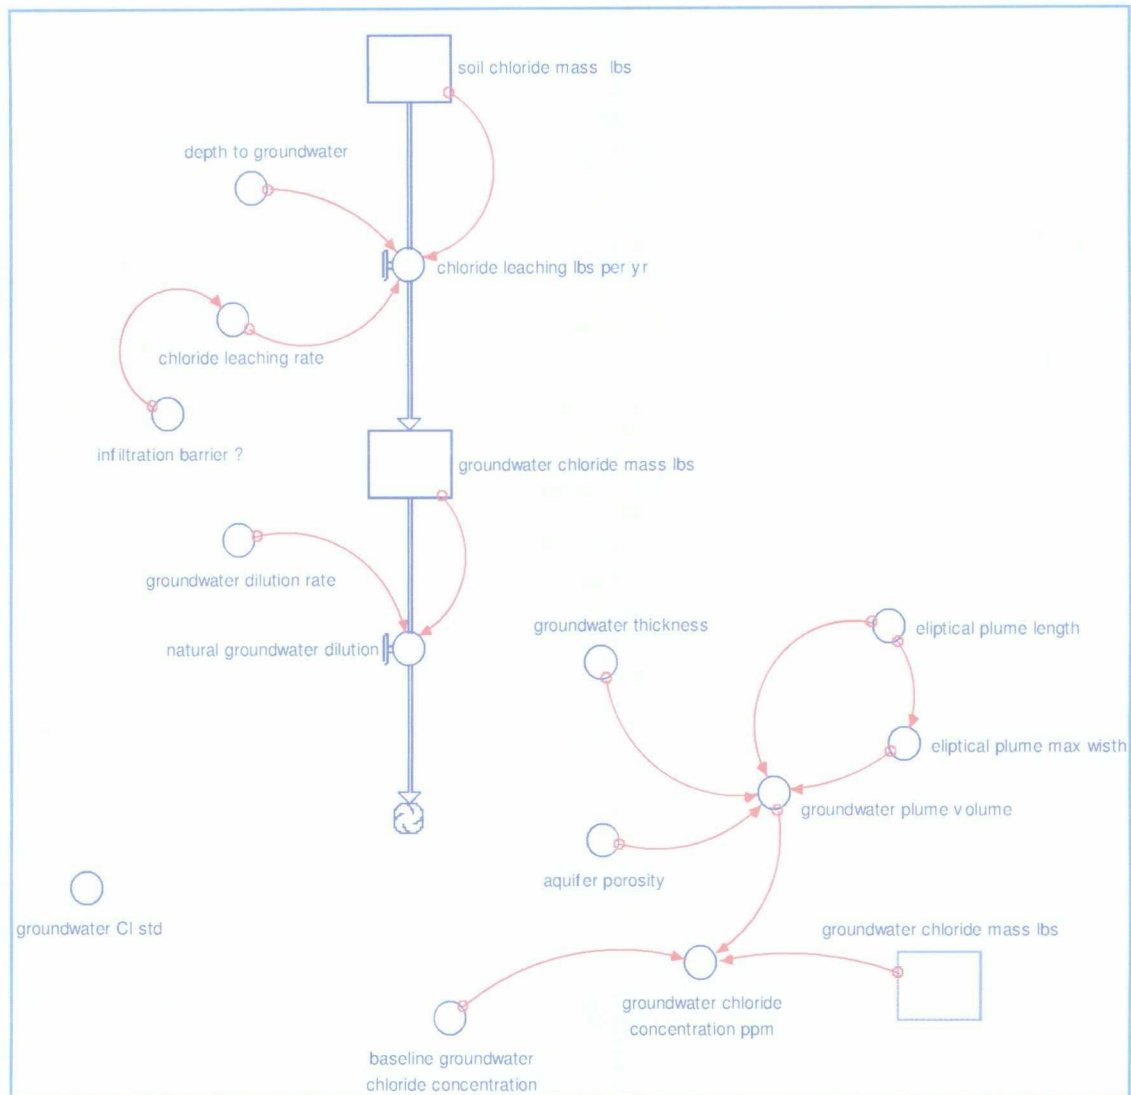 soil chloride mass lbs
depth to groundwater
chloride leaching lbs per yr
chloride leaching rate
infiltration barrier ?
groundwater chloride mass lbs
groundwater dilution rate
natural groundwater dilution
groundwater thickness
eliptical plume length
eliptical plume max wisth
groundwater plume volume
aquifer porosity
groundwater Cl std
groundwater chloride mass lbs
groundwater chloride
concentration ppm
baseline groundwater
chloride concentration